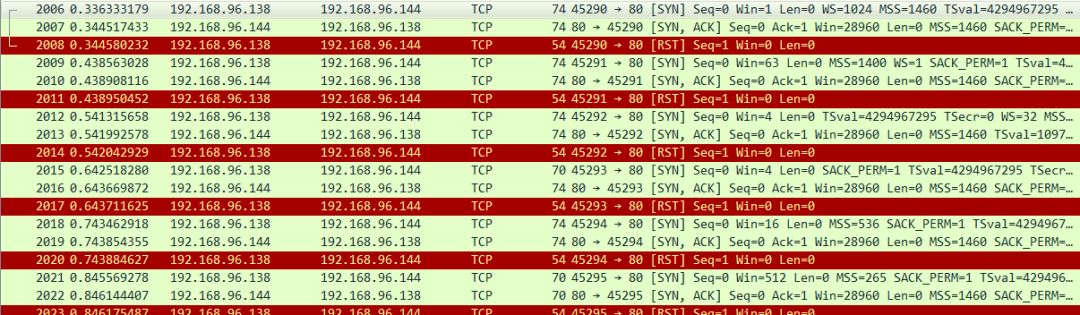 2006 0.336333179 192.168.96.138 192.168.96.144 TCP 74 45290 → 80 [SYN] Seq=0 Win=1 Len=0 WS=1024 MSS=1460 TSval=4294967295 …
2007 0.344517433 192.168.96.144 192.168.96.138 TCP 74 80 → 45290 [SYN, ACK] Seq=0 Ack=1 Win=28960 Len=0 MSS=1460 SACK_PERM=…
2008 0.344580232 192.168.96.138 192.168.96.144 TCP 54 45290 → 80 [RST] Seq=1 Win=0 Len=0
2009 0.438563028 192.168.96.138 192.168.96.144 TCP 74 45291 → 80 [SYN] Seq=0 Win=63 Len=0 MSS=1400 WS=1 SACK_PERM=1 TSval=4…
2010 0.438908116 192.168.96.144 192.168.96.138 TCP 74 80 → 45291 [SYN, ACK] Seq=0 Ack=1 Win=28960 Len=0 MSS=1460 SACK_PERM=…
2011 0.438950452 192.168.96.138 192.168.96.144 TCP 54 45291 → 80 [RST] Seq=1 Win=0 Len=0
2012 0.541315658 192.168.96.138 192.168.96.144 TCP 74 45292 → 80 [SYN] Seq=0 Win=4 Len=0 TSval=4294967295 TSecr=0 WS=32 MSS…
2013 0.541992578 192.168.96.144 192.168.96.138 TCP 74 80 → 45292 [SYN, ACK] Seq=0 Ack=1 Win=28960 Len=0 MSS=1460 TSval=1097…
2014 0.542042929 192.168.96.138 192.168.96.144 TCP 54 45292 → 80 [RST] Seq=1 Win=0 Len=0
2015 0.642518280 192.168.96.138 192.168.96.144 TCP 70 45293 → 80 [SYN] Seq=0 Win=4 Len=0 SACK_PERM=1 TSval=4294967295 TSecr…
2016 0.643669872 192.168.96.144 192.168.96.138 TCP 74 80 → 45293 [SYN, ACK] Seq=0 Ack=1 Win=28960 Len=0 MSS=1460 SACK_PERM=…
2017 0.643711625 192.168.96.138 192.168.96.144 TCP 54 45293 → 80 [RST] Seq=1 Win=0 Len=0
2018 0.743462918 192.168.96.138 192.168.96.144 TCP 74 45294 → 80 [SYN] Seq=0 Win=16 Len=0 MSS=536 SACK_PERM=1 TSval=4294967…
2019 0.743854355 192.168.96.144 192.168.96.138 TCP 74 80 → 45294 [SYN, ACK] Seq=0 Ack=1 Win=28960 Len=0 MSS=1460 SACK_PERM=…
2020 0.743884627 192.168.96.138 192.168.96.144 TCP 54 45294 → 80 [RST] Seq=1 Win=0 Len=0
2021 0.845569278 192.168.96.138 192.168.96.144 TCP 70 45295 → 80 [SYN] Seq=0 Win=512 Len=0 MSS=265 SACK_PERM=1 TSval=429496…
2022 0.846144407 192.168.96.144 192.168.96.138 TCP 70 80 → 45295 [SYN, ACK] Seq=0 Ack=1 Win=28960 Len=0 MSS=1460 SACK_PERM=…
2023 0.846175487 192.168.96.138 192.168.96.144 TCP 54 45295 → 80 [RST] Seq=1 Win=0 Len=0